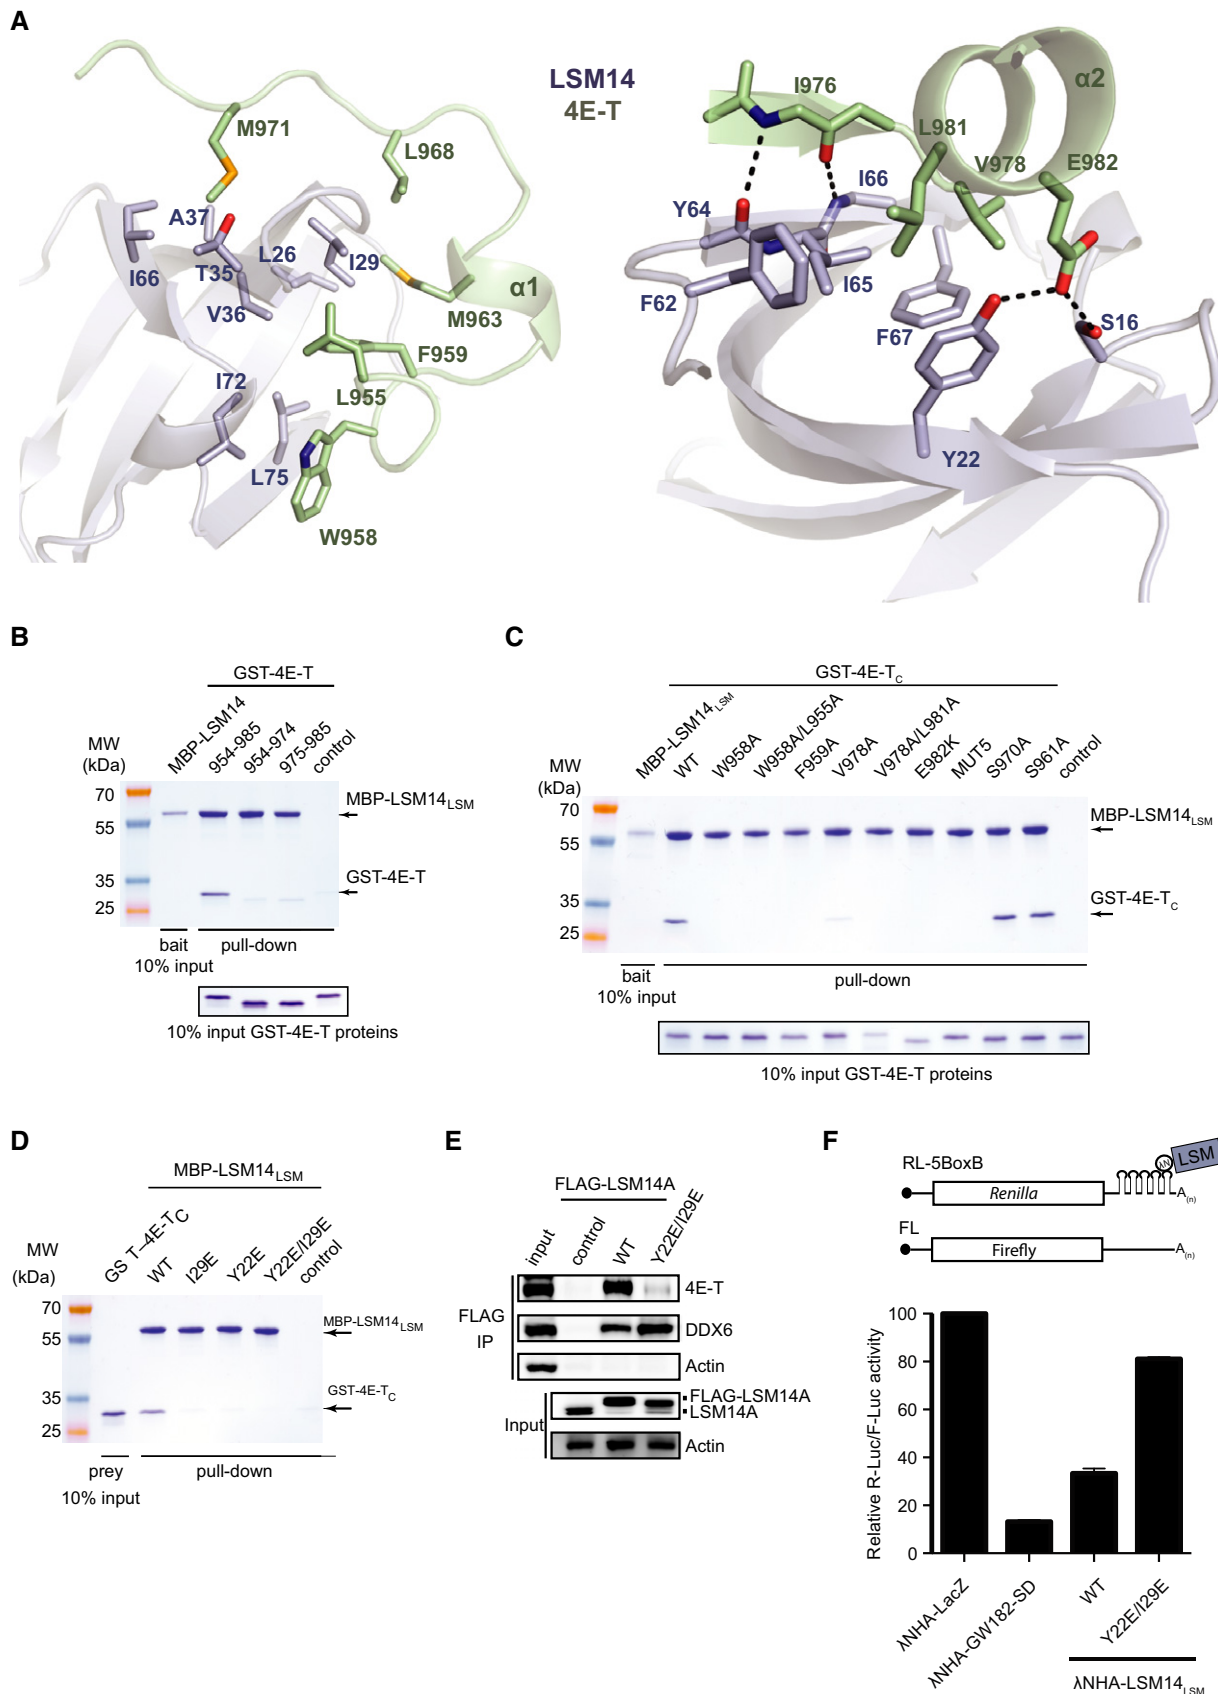 A
LSM14
4E-T
M971
L968
A37
L26
I29
I66
T35
V36
α1
M963
F959
I72
L955
L75
W958
I976
α2
L981
V978
E982
Y64
I66
F62
I65
F67
S16
Y22
B
GST-4E-T
MBP-LSM14
954-985
954-974
975-985
control
MW
(kDa)
70
55
35
25
MBP-LSM14LSM
GST-4E-T
bait
10% input
pull-down
10% input GST-4E-T proteins
C
GST-4E-TC
MBP-LSM14LSM
WT
W958A
W958A/L955A
F959A
V978A
V978A/L981A
E982K
MUT5
S970A
S961A
control
MW
(kDa)
70
55
35
25
MBP-LSM14LSM
GST-4E-TC
bait
10% input
pull-down
10% input GST-4E-T proteins
D
MBP-LSM14LSM
GS T-4E-TC
WT
I29E
Y22E
Y22E/I29E
control
MW
(kDa)
70
55
35
25
MBP-LSM14LSM
GST-4E-TC
prey
10% input
pull-down
E
FLAG-LSM14A
input
control
WT
Y22E/I29E
FLAG
IP
4E-T
DDX6
Actin
Input
FLAG-LSM14A
LSM14A
Actin
F
RL-5BoxB
Renilla
λN
LSM
A(n)
FL
Firefly
A(n)
Relative R-Luc/F-Luc activity
100
80
60
40
20
0
λNHA-LacZ
λNHA-GW182-SD
WT
Y22E/I29E
λNHA-LSM14LSM